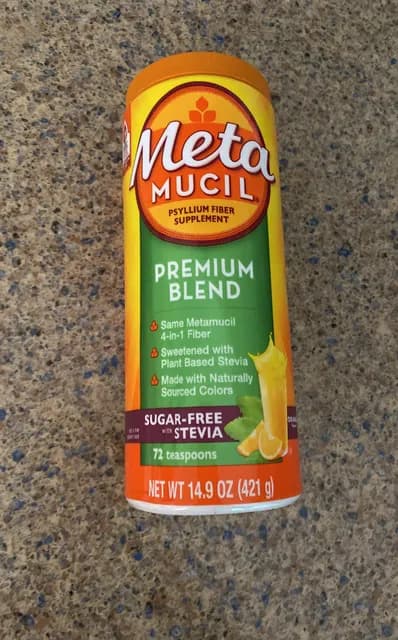 Meta
MUCIL
PSYLLIUM FIBER
SUPPLEMENT
PREMIUM
BLEND
Same Metamucil
4-in-1 Fiber
Sweetened with
Plant Based Stevia
Made with Naturally
Sourced Colors
SUGAR-FREE
WITH STEVIA
72 teaspoons
NET WT 14.9 OZ (421 g)